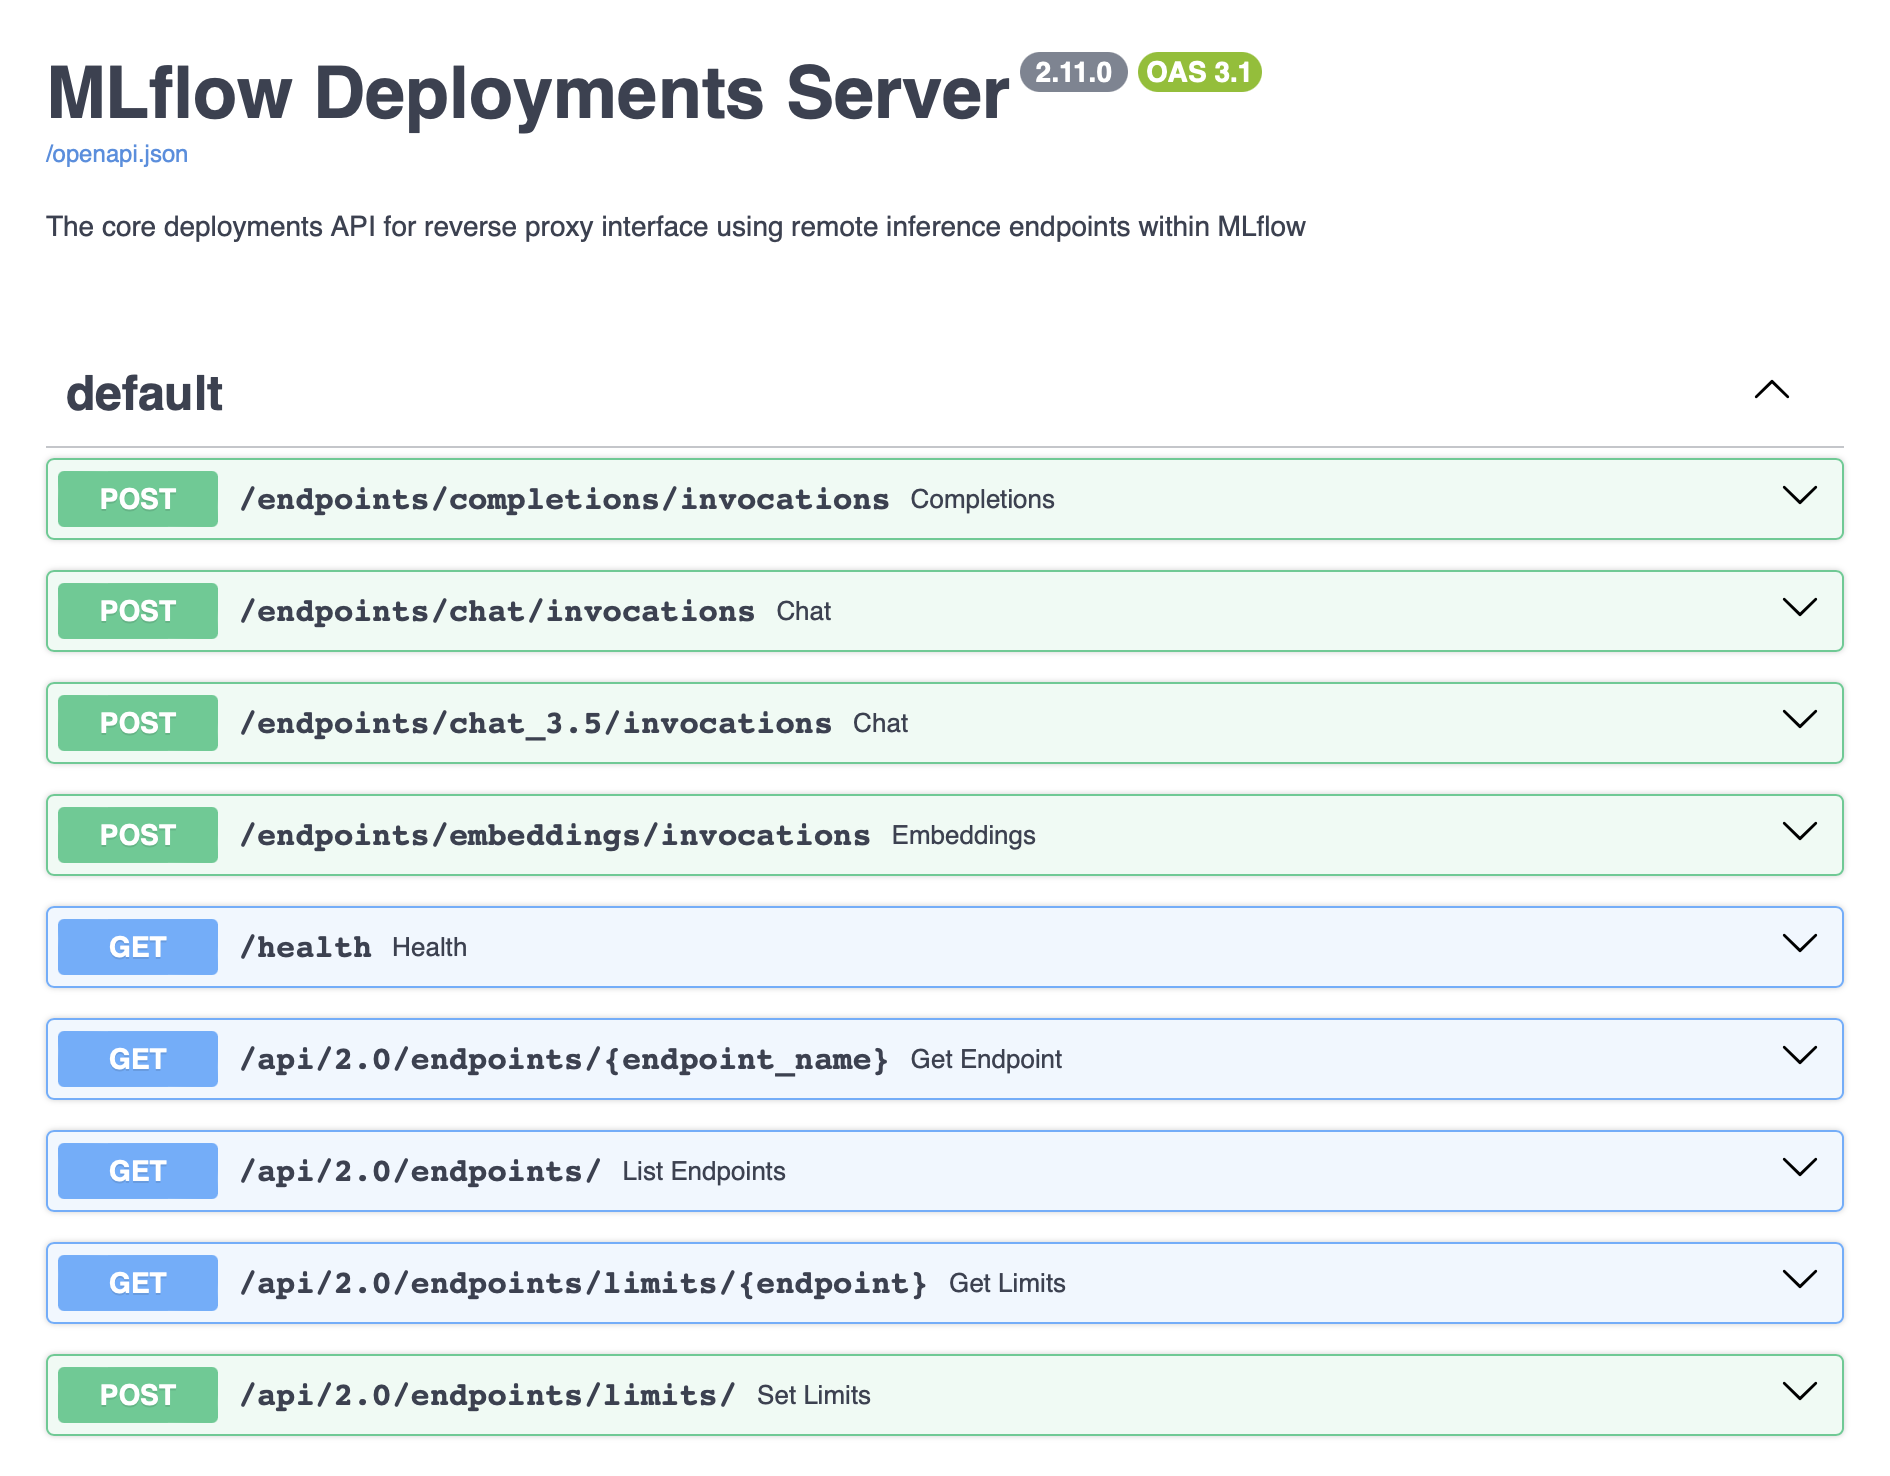 MLflow Deployments Server 2.11.0 OAS 3.1
/openapi.json
The core deployments API for reverse proxy interface using remote inference endpoints within MLflow
default
POST /endpoints/completions/invocations Completions
POST /endpoints/chat/invocations Chat
POST /endpoints/chat_3.5/invocations Chat
POST /endpoints/embeddings/invocations Embeddings
GET /health Health
GET /api/2.0/endpoints/{endpoint_name} Get Endpoint
GET /api/2.0/endpoints/ List Endpoints
GET /api/2.0/endpoints/limits/{endpoint} Get Limits
POST /api/2.0/endpoints/limits/ Set Limits